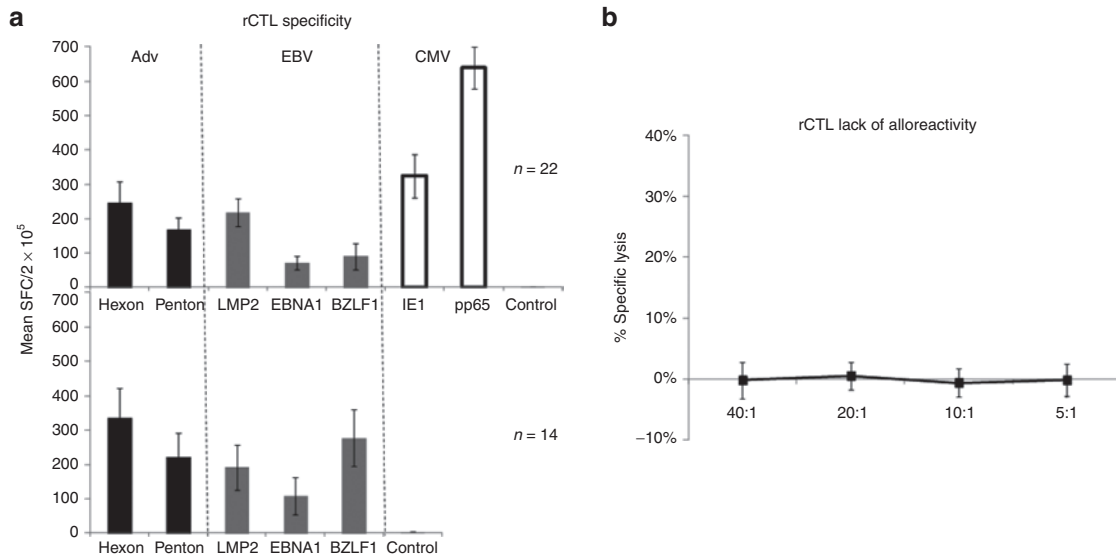 a
rCTL specificity
Adv
EBV
CMV
700
600
500
400
300
200
100
0
n = 22
Hexon Penton LMP2 EBNA1 BZLF1 IE1 pp65 Control
Mean SFC/2 × 10⁵
700
600
500
400
300
200
100
0
n = 14
Hexon Penton LMP2 EBNA1 BZLF1 Control
b
rCTL lack of alloreactivity
% Specific lysis
40%
30%
20%
10%
0%
−10%
40:1 20:1 10:1 5:1